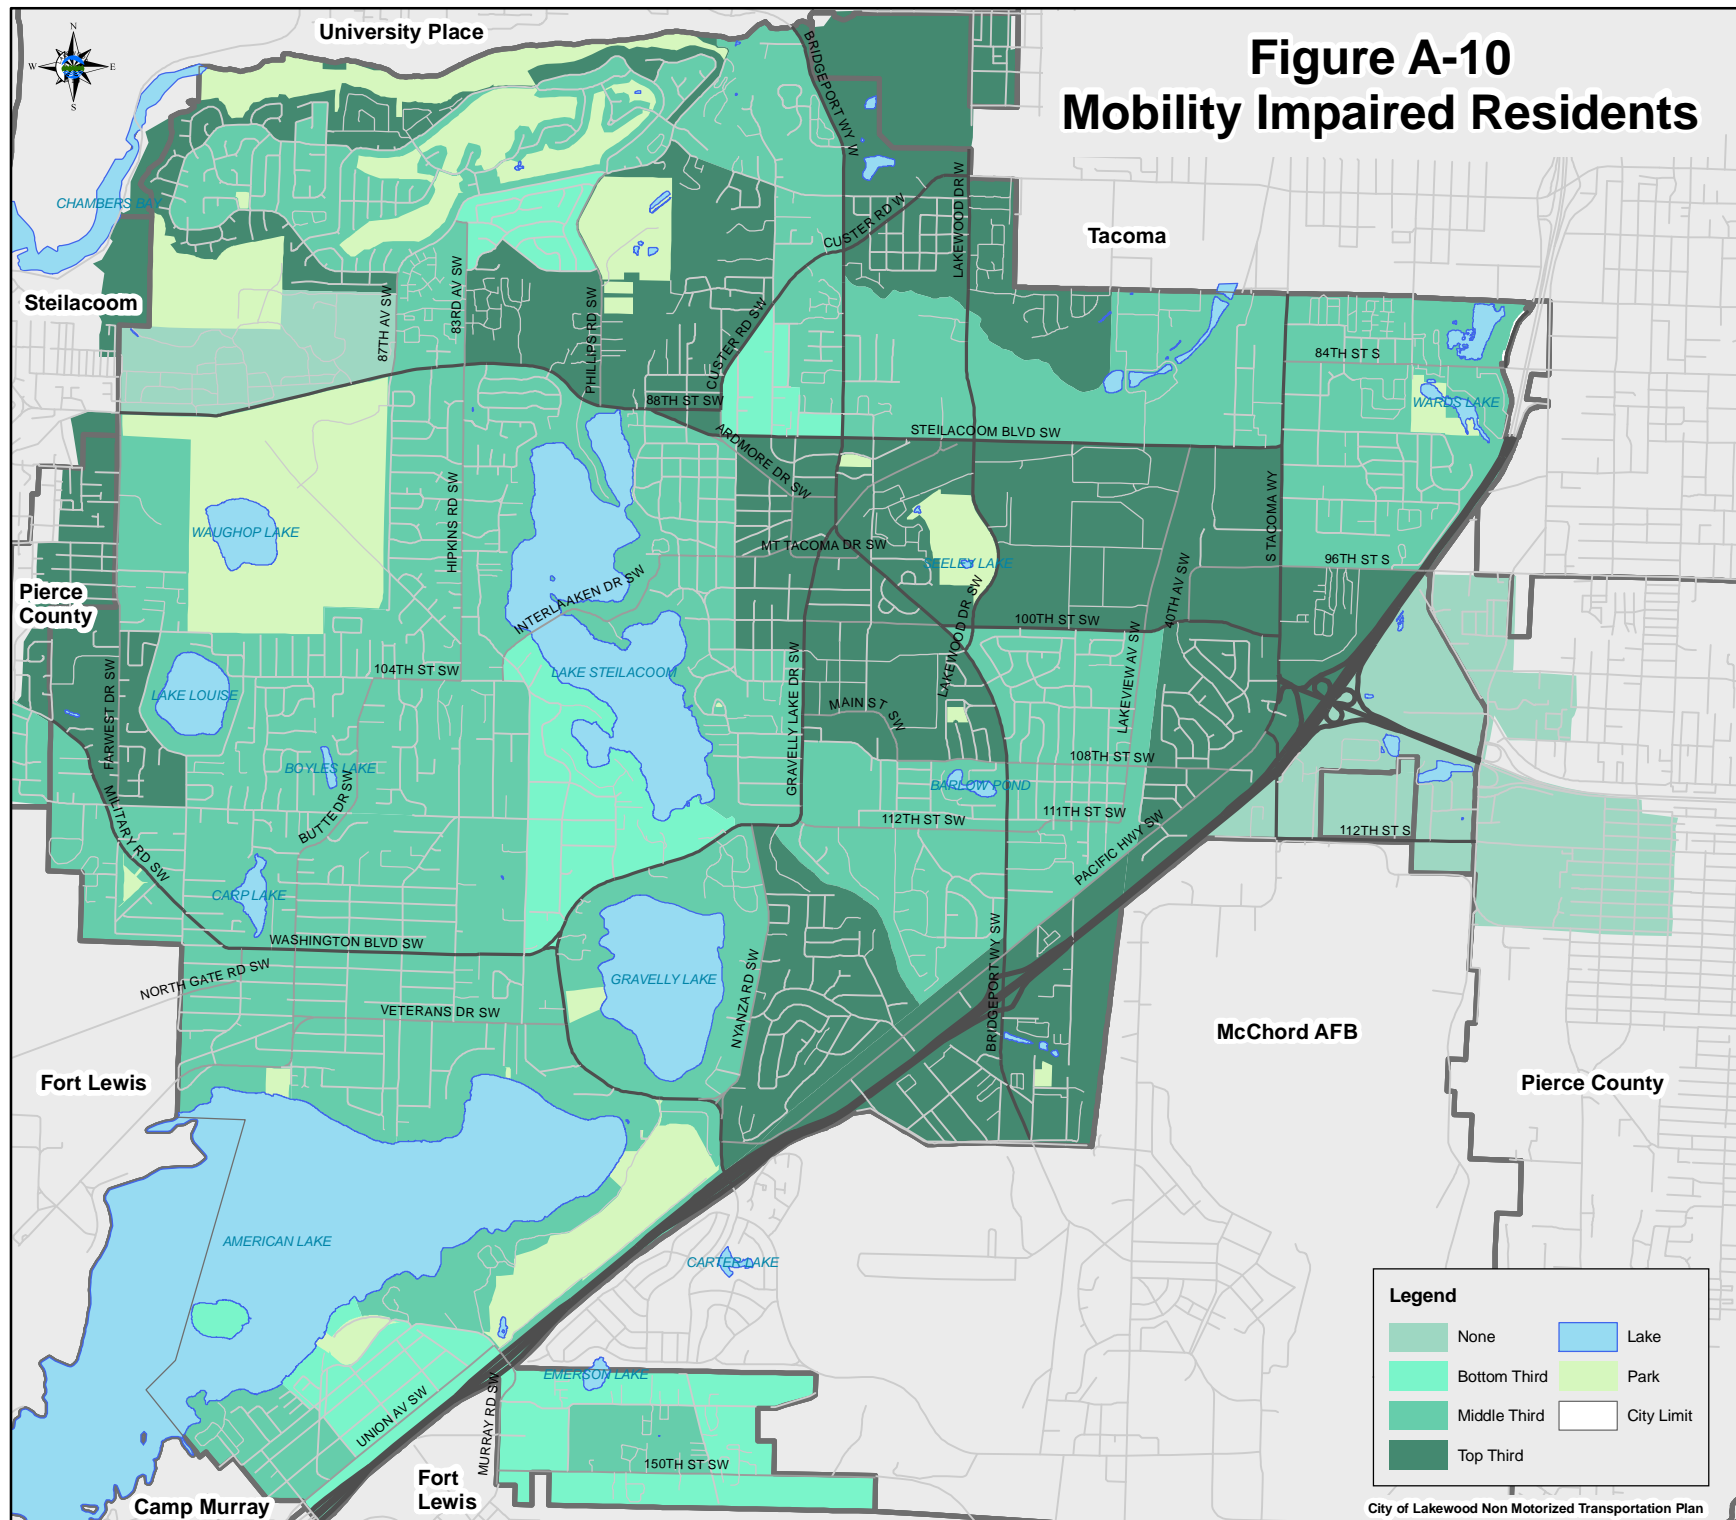 Figure A-10
Mobility Impaired Residents
University Place
N
W
E
S
BRIDGEPORT WY W
CHAMBERS BAY
CUSTER RD W
LAKEWOOD DR W
Tacoma
Steilacoom
87TH AV SW
83RD AV SW
PHILLIPS RD SW
CUSTER RD SW
84TH ST S
WARDS LAKE
88TH ST SW
ARDMORE DR SW
STEILACOOM BLVD SW
HIPKINS RD SW
S TACOMA WY
WAUGHOP LAKE
MT TACOMA DR SW
96TH ST S
SEELEY LAKE
INTERLAAKEN DR SW
40TH AV SW
Pierce
County
100TH ST SW
LAKEWOOD DR SW
LAKEVIEW AV SW
104TH ST SW
LAKE STEILACOOM
GRAVELLY LAKE DR SW
FARWEST DR SW
LAKE LOUISE
MAIN ST SW
108TH ST SW
BOYLES LAKE
BARLOW POND
BUTTE DR SW
MILITARY RD SW
112TH ST SW
111TH ST SW
PACIFIC HWY SW
112TH ST S
CARP LAKE
WASHINGTON BLVD SW
NORTH GATE RD SW
GRAVELLY LAKE
NYANZA RD SW
BRIDGEPORT WY SW
VETERANS DR SW
McChord AFB
Fort Lewis
Pierce County
AMERICAN LAKE
CARTER LAKE
EMERSON LAKE
UNION AV SW
MURRAY RD SW
150TH ST SW
Fort
Lewis
Camp Murray
Legend
None
Lake
Bottom Third
Park
Middle Third
City Limit
Top Third
City of Lakewood Non Motorized Transportation Plan